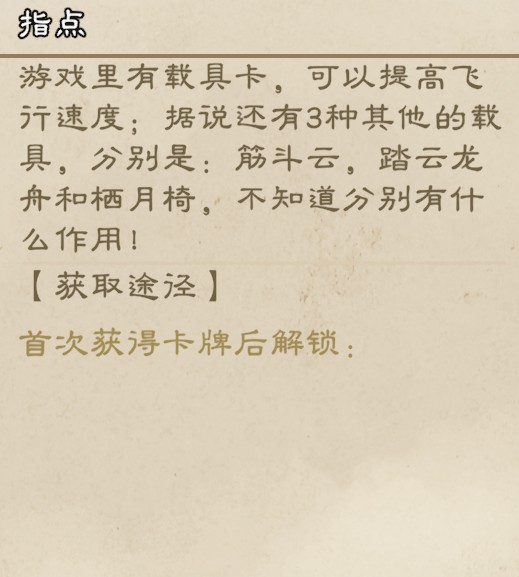 指点
游戏里有载具卡，可以提高飞
行速度；据说还有3种其他的载
具，分别是：筋斗云，踏云龙
舟和栖月椅，不知道分别有什
么作用！
【获取途径】
首次获得卡牌后解锁：